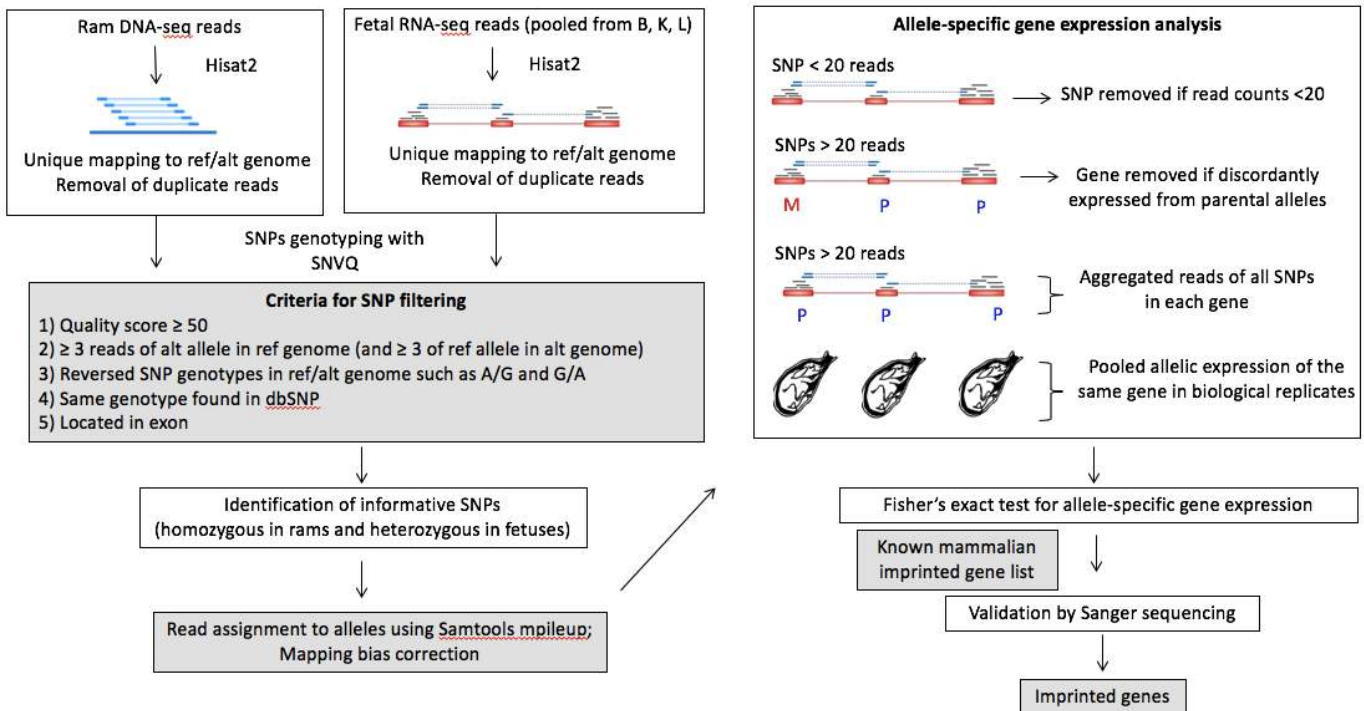 Ram DNA-seq reads
Hisat2
Unique mapping to ref/alt genome
Removal of duplicate reads
Fetal RNA-seq reads (pooled from B, K, L)
Hisat2
Unique mapping to ref/alt genome
Removal of duplicate reads
SNPs genotyping with
SNVQ
Criteria for SNP filtering
1) Quality score ≥ 50
2) ≥ 3 reads of alt allele in ref genome (and ≥ 3 of ref allele in alt genome)
3) Reversed SNP genotypes in ref/alt genome such as A/G and G/A
4) Same genotype found in dbSNP
5) Located in exon
Identification of informative SNPs
(homozygous in rams and heterozygous in fetuses)
Read assignment to alleles using Samtools mpileup;
Mapping bias correction
Allele-specific gene expression analysis
SNP < 20 reads
SNP removed if read counts <20
SNPs > 20 reads
Gene removed if discordantly
expressed from parental alleles
M P P
SNPs > 20 reads
Aggregated reads of all SNPs
in each gene
P P P
Pooled allelic expression of the
same gene in biological replicates
Fisher's exact test for allele-specific gene expression
Known mammalian
imprinted gene list
Validation by Sanger sequencing
Imprinted genes